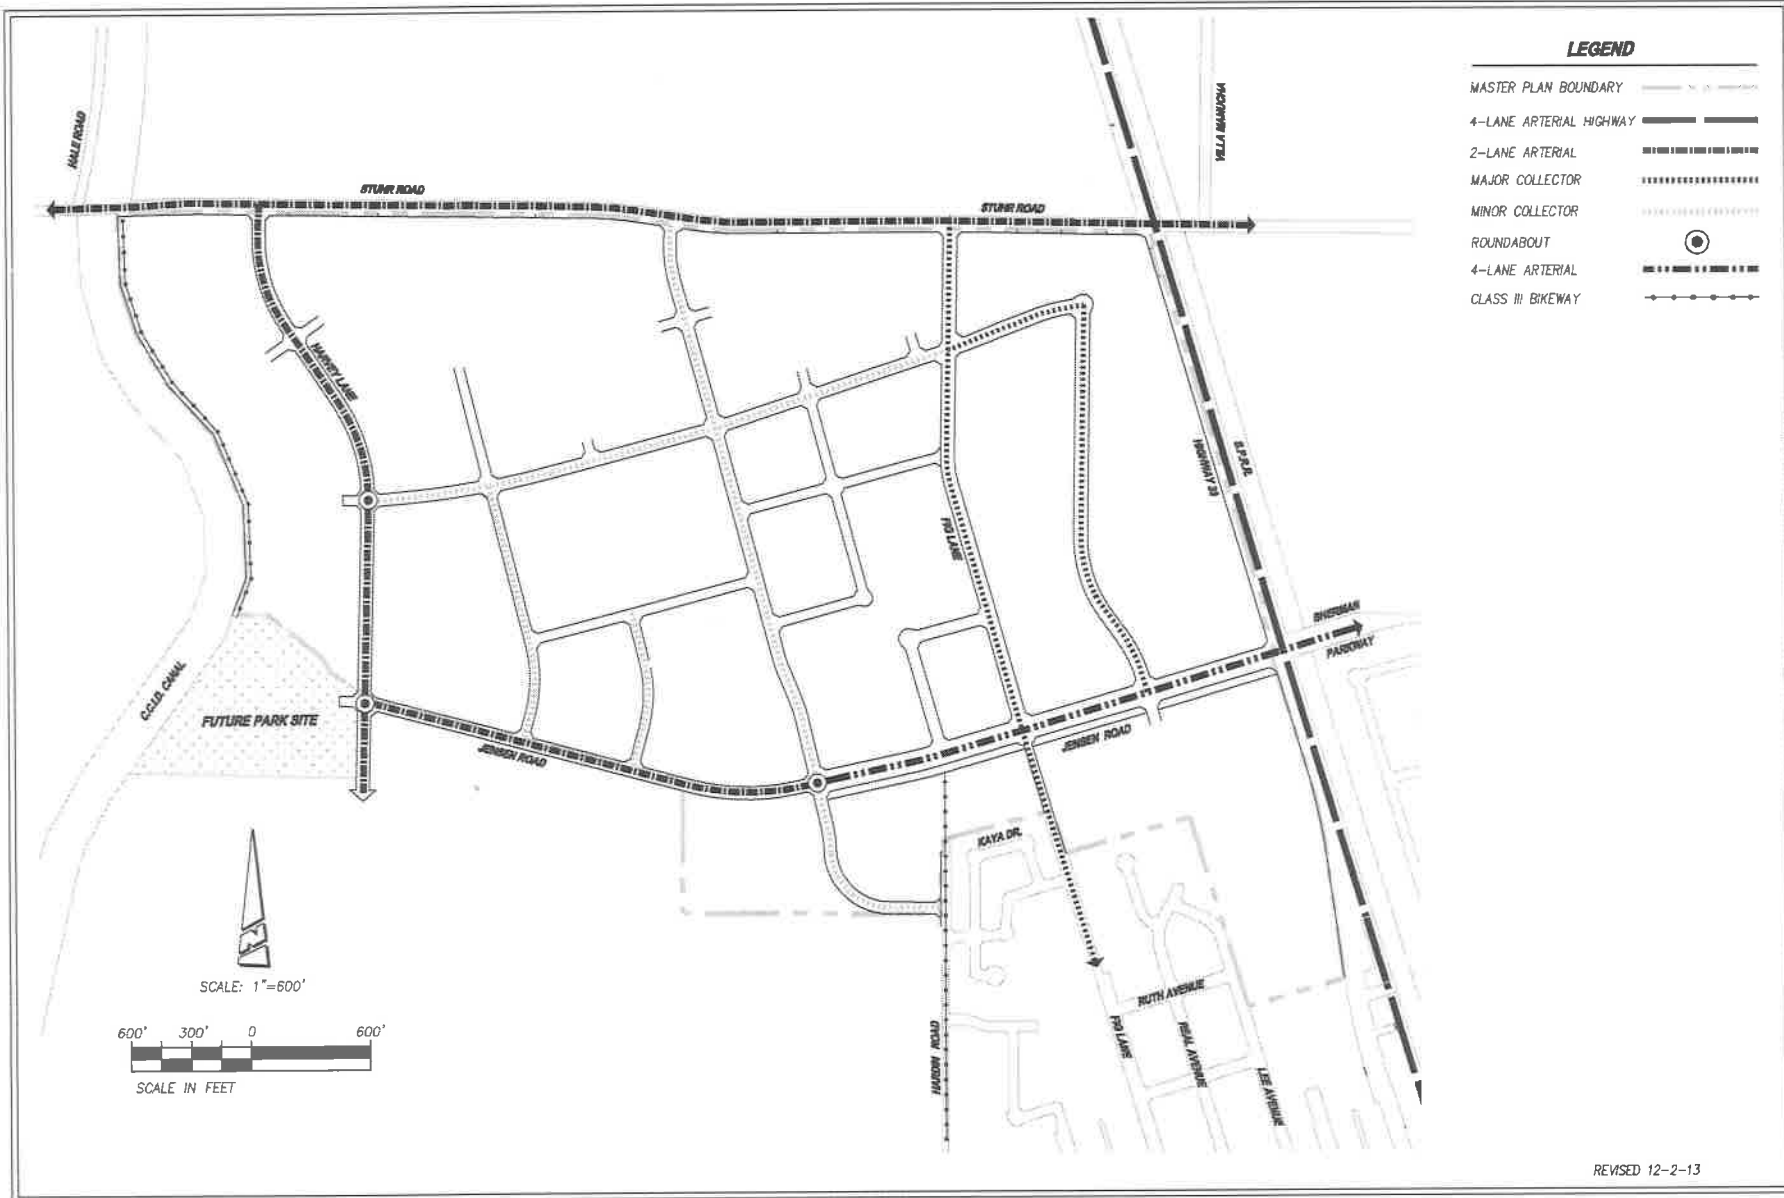 LEGEND
MASTER PLAN BOUNDARY
4-LANE ARTERIAL HIGHWAY
2-LANE ARTERIAL
MAJOR COLLECTOR
MINOR COLLECTOR
ROUNDABOUT
4-LANE ARTERIAL
CLASS III BIKEWAY
HALE ROAD
VILLA MANUCHA
STUHR ROAD
STUHR ROAD
HARVEY LANE
HIGHWAY 33
S.P.R.R.
FIG LANE
SHERMAN
PARKWAY
C.C.I.D. CANAL
FUTURE PARK SITE
JENSEN ROAD
JENSEN ROAD
KAYA DR.
N
SCALE: 1"=600'
600' 300' 0 600'
SCALE IN FEET
RUTH AVENUE
HARDIN ROAD
FIG LANE
REAL AVENUE
LEE AVENUE
REVISED 12-2-13